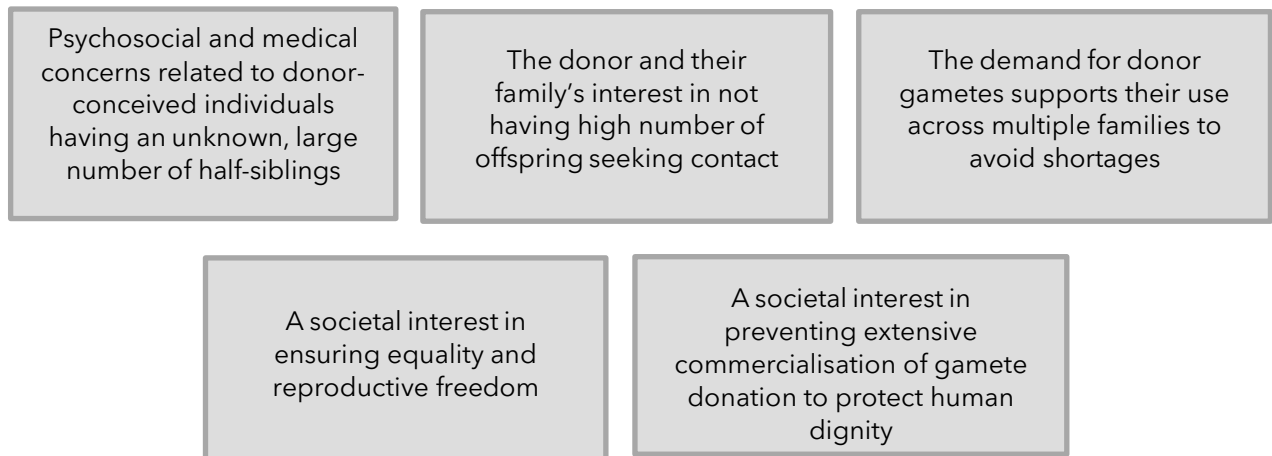 Psychosocial and medical
concerns related to donor-
conceived individuals
having an unknown, large
number of half-siblings
The donor and their
family’s interest in not
having high number of
offspring seeking contact
The demand for donor
gametes supports their use
across multiple families to
avoid shortages
A societal interest in
ensuring equality and
reproductive freedom
A societal interest in
preventing extensive
commercialisation of gamete
donation to protect human
dignity